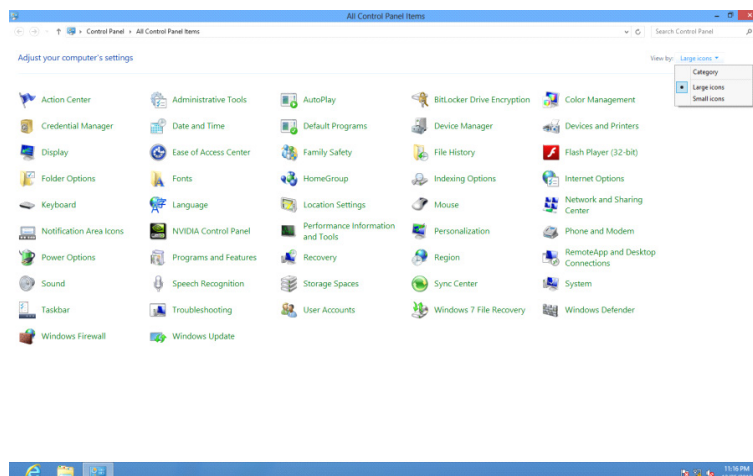 All Control Panel Items
Control Panel
All Control Panel Items
Search Control Panel
Adjust your computer's settings
View by:
Large icons
Category
Large icons
Small icons
Action Center
Administrative Tools
AutoPlay
BitLocker Drive Encryption
Color Management
Credential Manager
Date and Time
Default Programs
Device Manager
Devices and Printers
Display
Ease of Access Center
Family Safety
File History
Flash Player (32-bit)
Folder Options
Fonts
HomeGroup
Indexing Options
Internet Options
Keyboard
Language
Location Settings
Mouse
Network and Sharing
Center
Notification Area Icons
NVIDIA Control Panel
Performance Information
and Tools
Personalization
Phone and Modem
Power Options
Programs and Features
Recovery
Region
RemoteApp and Desktop
Connections
Sound
Speech Recognition
Storage Spaces
Sync Center
System
Taskbar
Troubleshooting
User Accounts
Windows 7 File Recovery
Windows Defender
Windows Firewall
Windows Update
11:16 PM